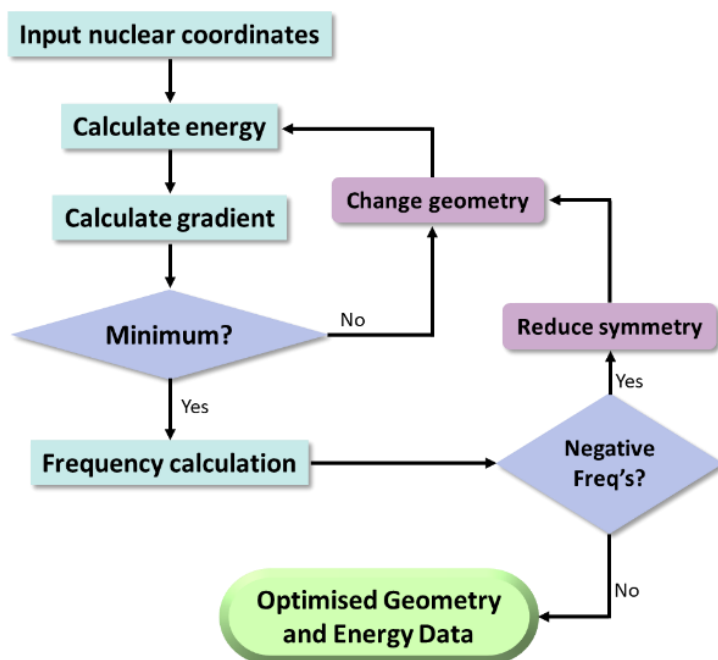 Input nuclear coordinates
Calculate energy
Calculate gradient
Change geometry
Minimum?
No
Reduce symmetry
Yes
Yes
Frequency calculation
Negative
Freq's?
No
Optimised Geometry
and Energy Data